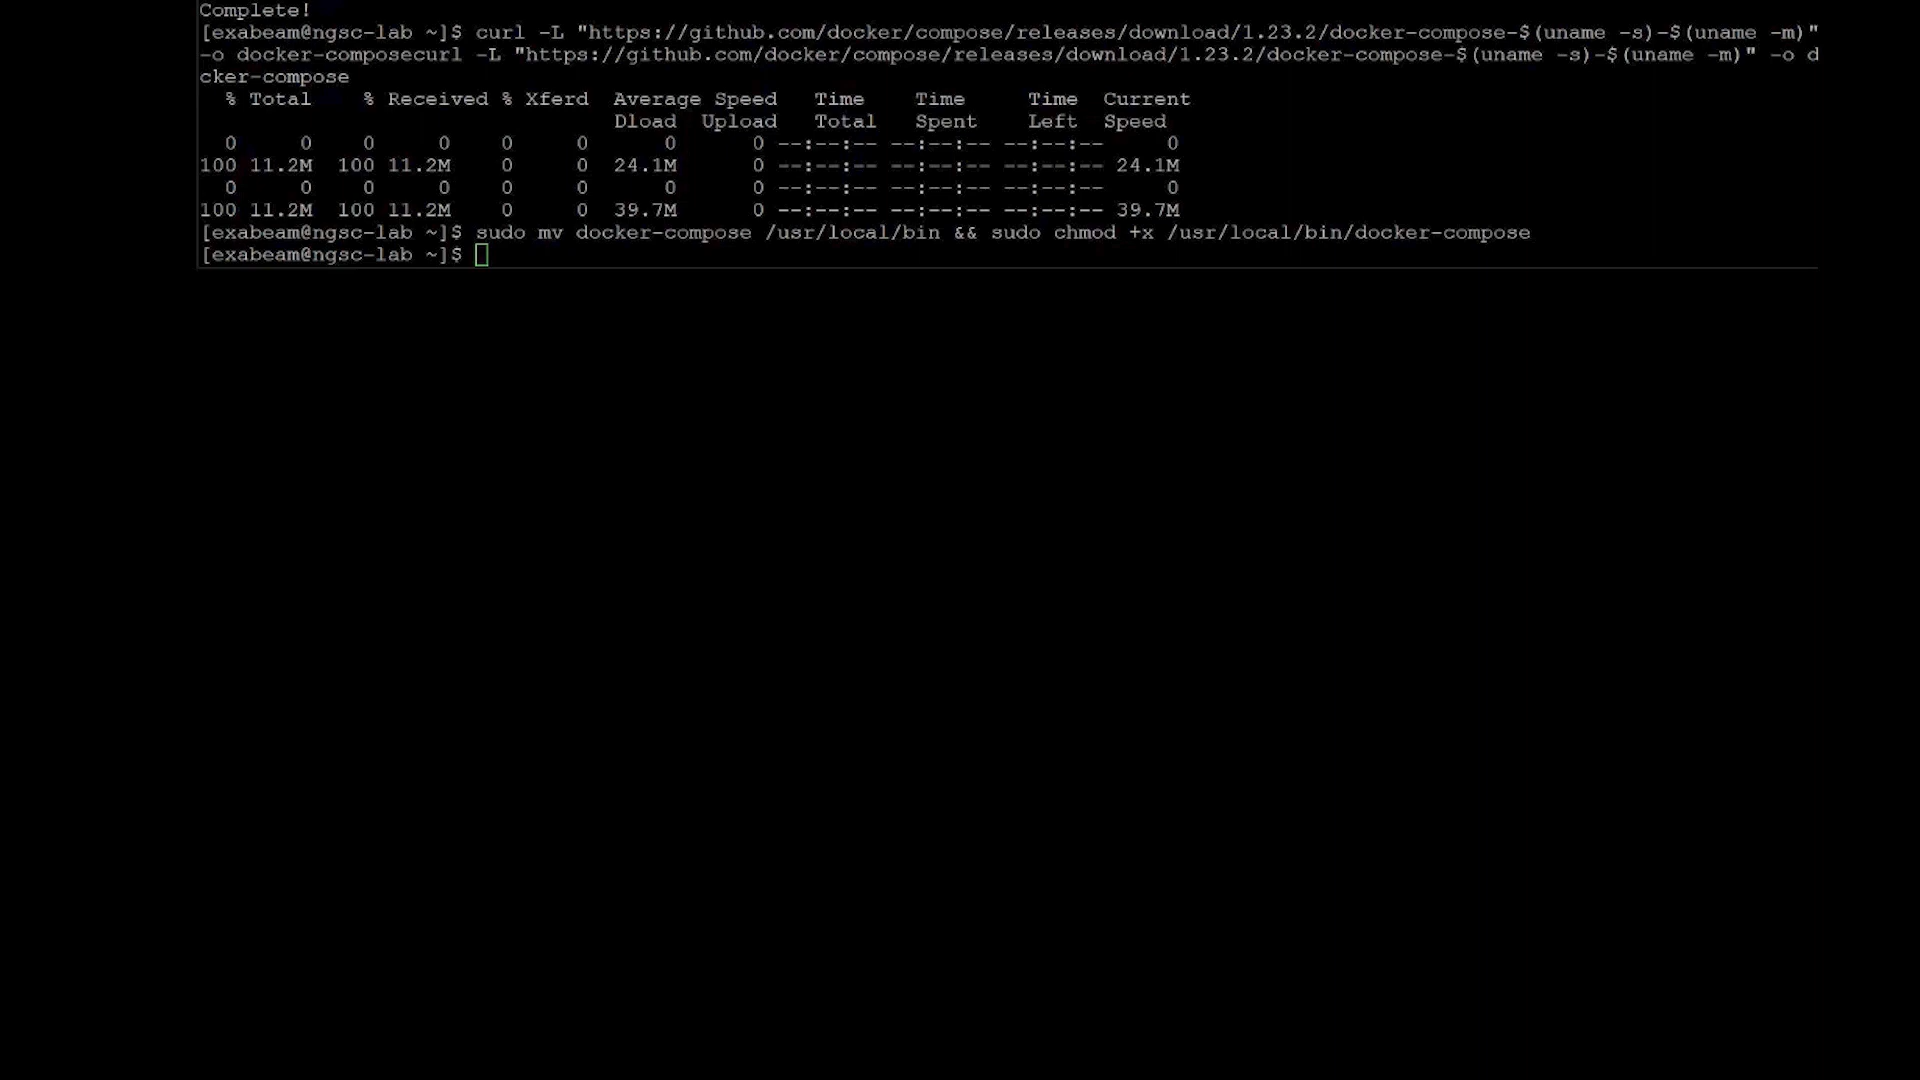 Complete!
[exabeam@ngsc-lab ~]$ curl -L "https://github.com/docker/compose/releases/download/1.23.2/docker-compose-$(uname -s)-$(uname -m)"
-o docker-composecurl -L "https://github.com/docker/compose/releases/download/1.23.2/docker-compose-$(uname -s)-$(uname -m)" -o d
cker-compose
% Total % Received % Xferd Average Speed Time Time Time Current
Dload Upload Total Spent Left Speed
0 0 0 0 0 0 0 0 --:--:-- --:--:-- --:--:-- 0
100 11.2M 100 11.2M 0 0 24.1M 0 --:--:-- --:--:-- --:--:-- 24.1M
0 0 0 0 0 0 0 0 --:--:-- --:--:-- --:--:-- 0
100 11.2M 100 11.2M 0 0 39.7M 0 --:--:-- --:--:-- --:--:-- 39.7M
[exabeam@ngsc-lab ~]$ sudo mv docker-compose /usr/local/bin && sudo chmod +x /usr/local/bin/docker-compose
[exabeam@ngsc-lab ~]$